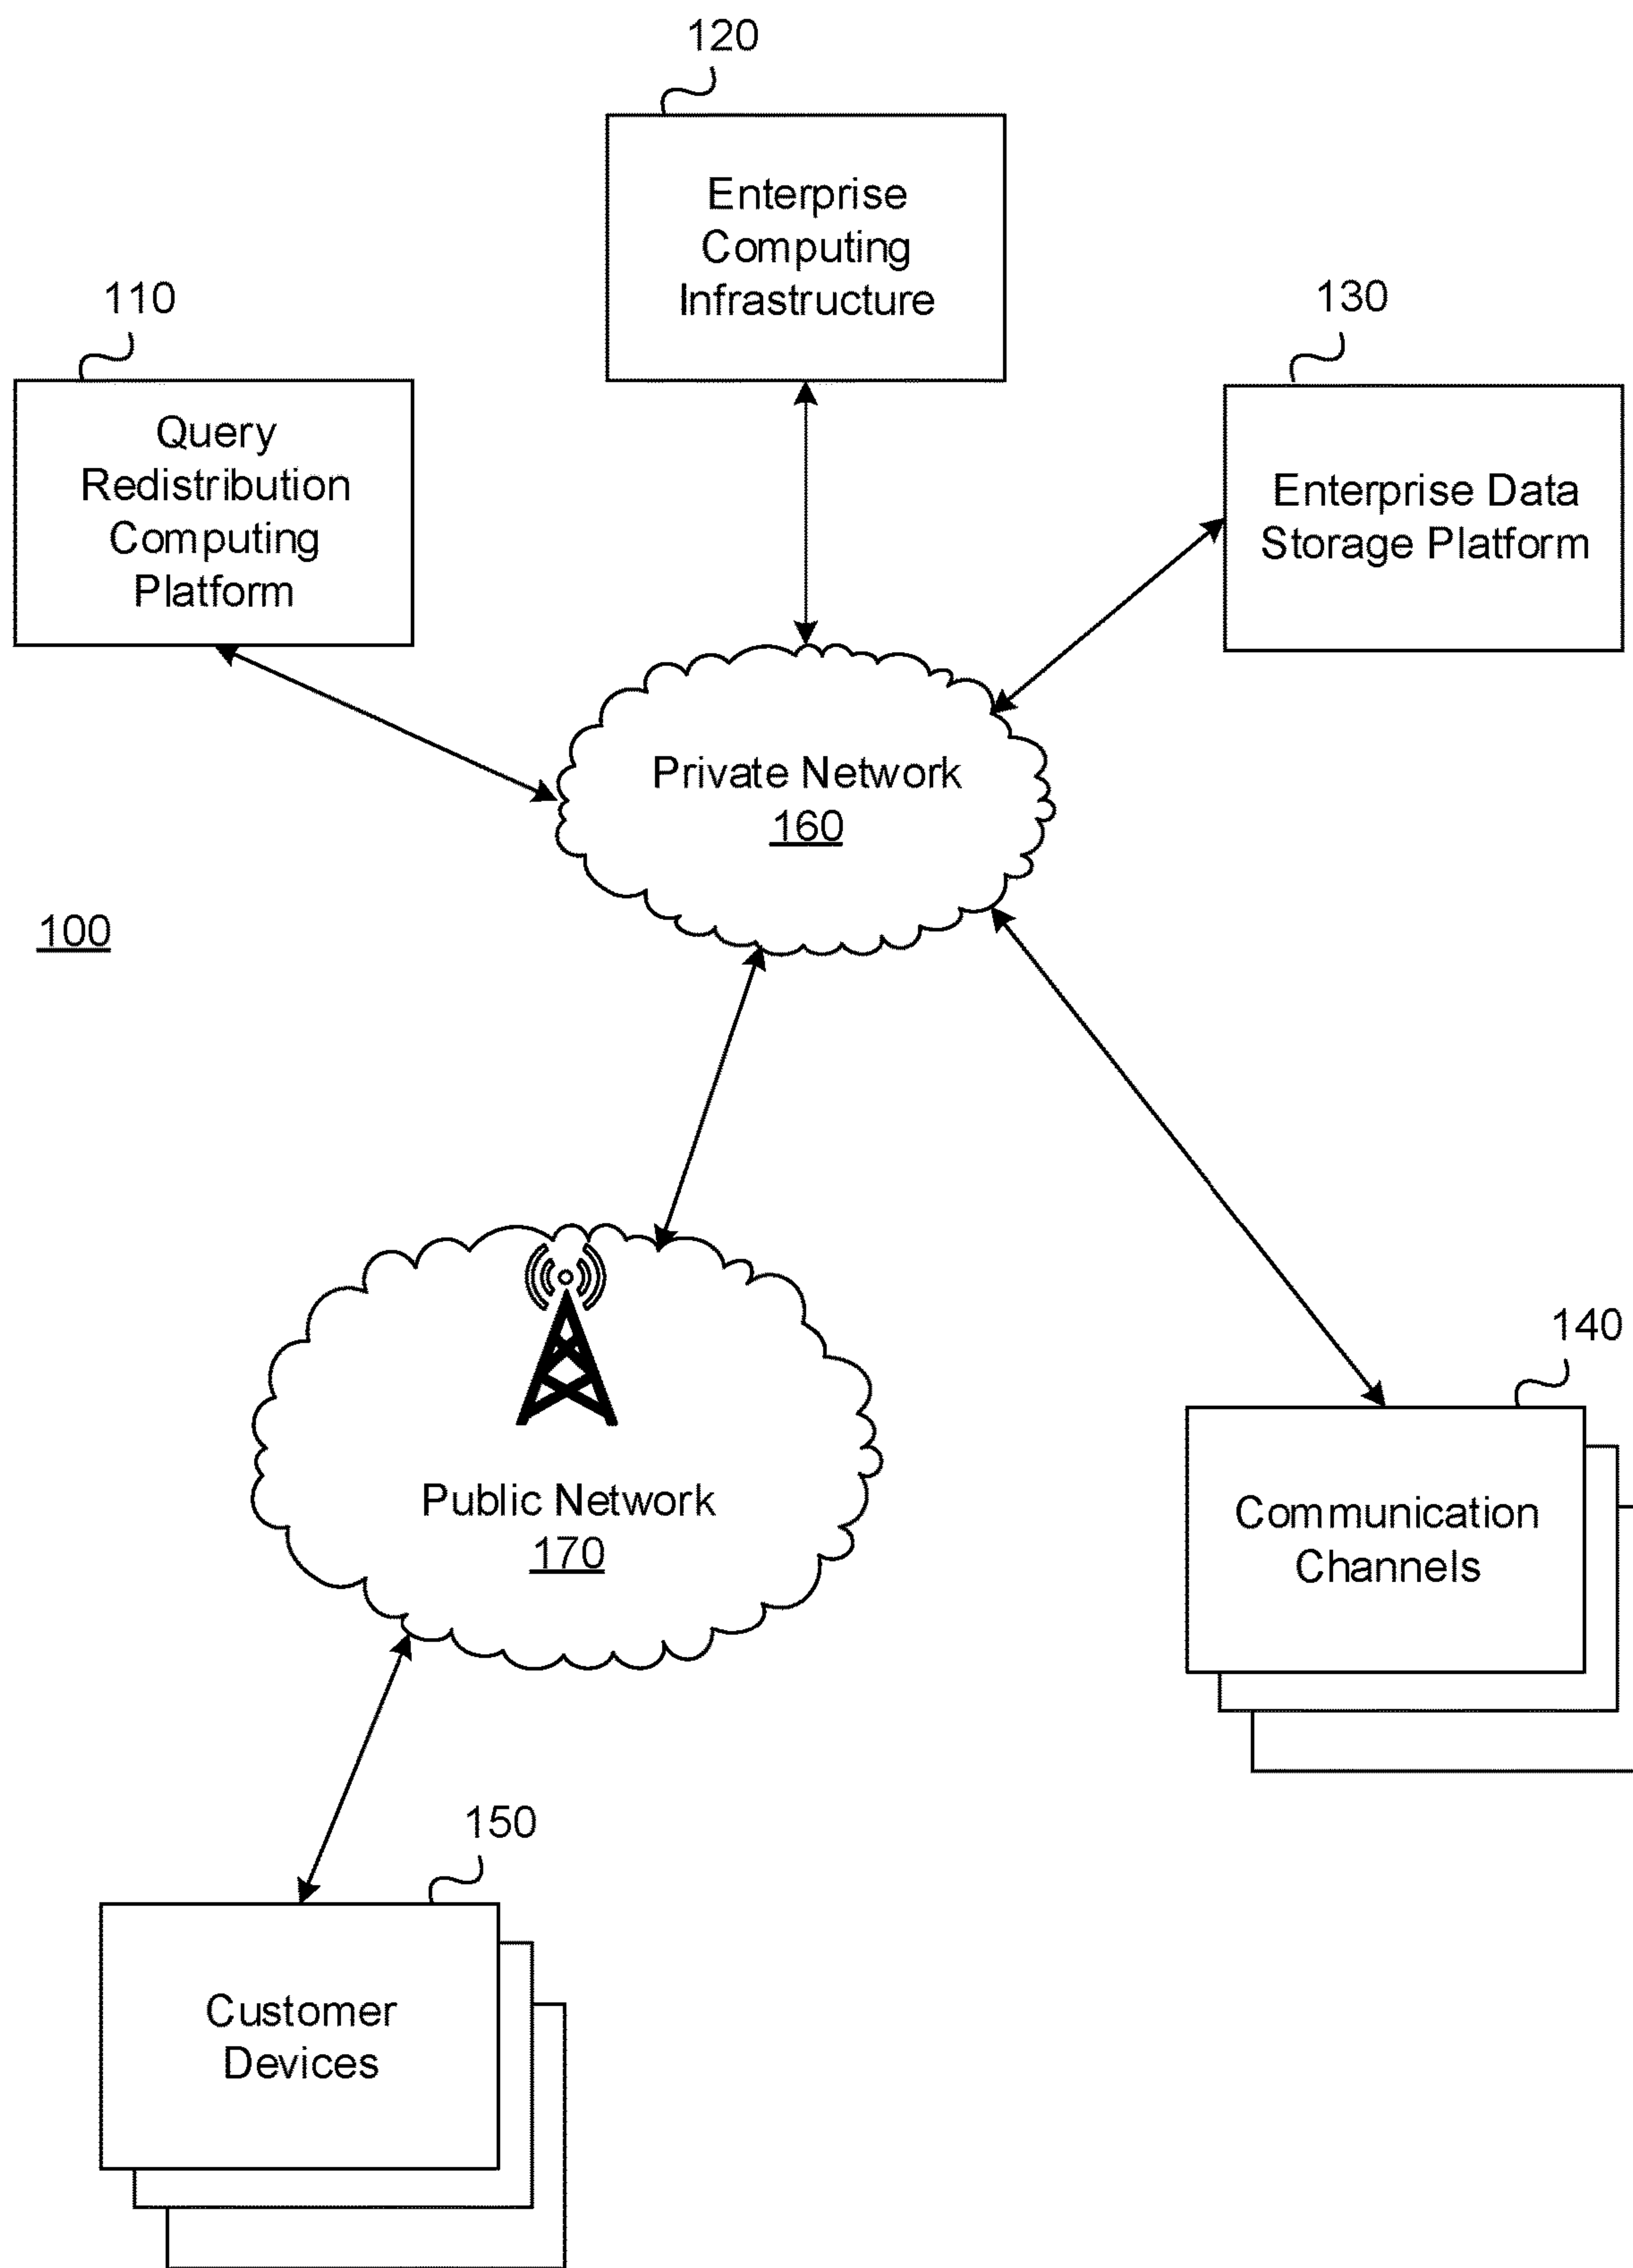 120
Enterprise
Computing
Infrastructure
110
Query
Redistribution
Computing
Platform
130
Enterprise Data
Storage Platform
Private Network
160
100
Public Network
170
140
Communication
Channels
150
Customer
Devices